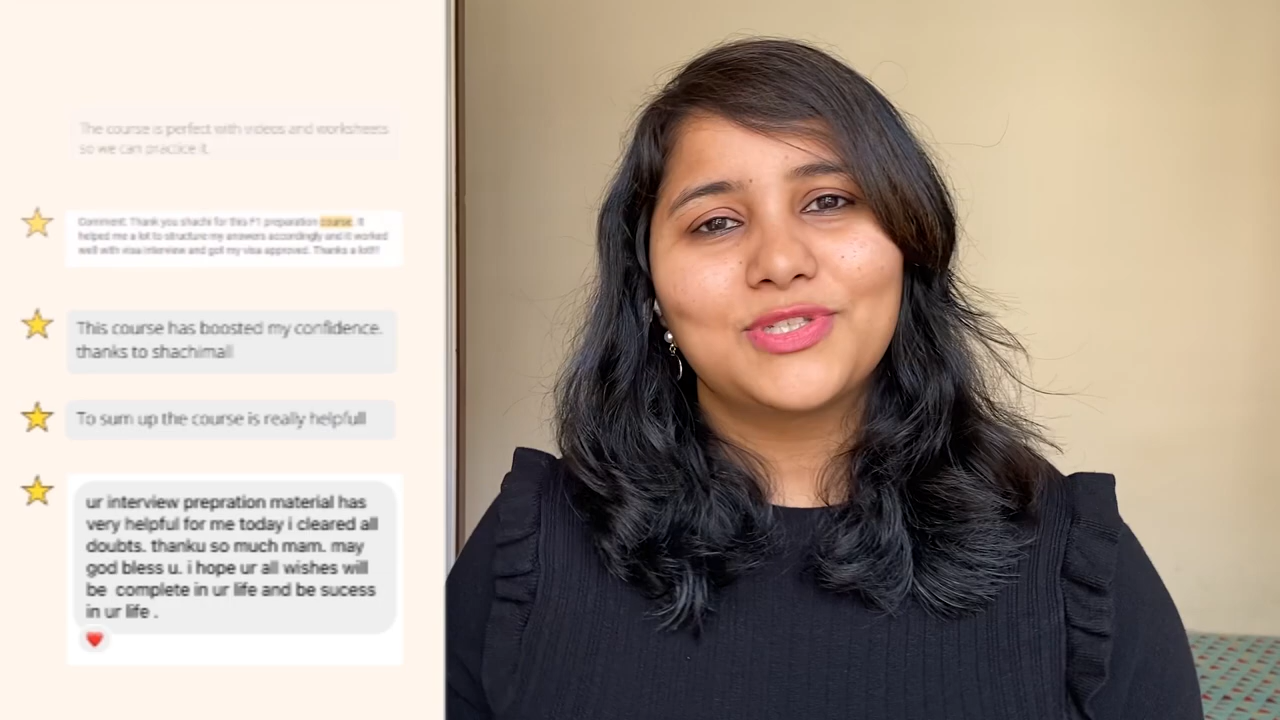 The course is perfect with videos and worksheets
so we can practice it.
Comment: Thank you shachi for this F1 preparation course. It
helped me a lot to structure my answers accordingly and it worked
well with visa interview and got my visa approved. Thanks a lot!!!
This course has boosted my confidence.
thanks to shachimall
To sum up the course is really helpfull
ur interview prepration material has
very helpful for me today i cleared all
doubts. thanku so much mam. may
god bless u. i hope ur all wishes will
be complete in ur life and be sucess
in ur life .